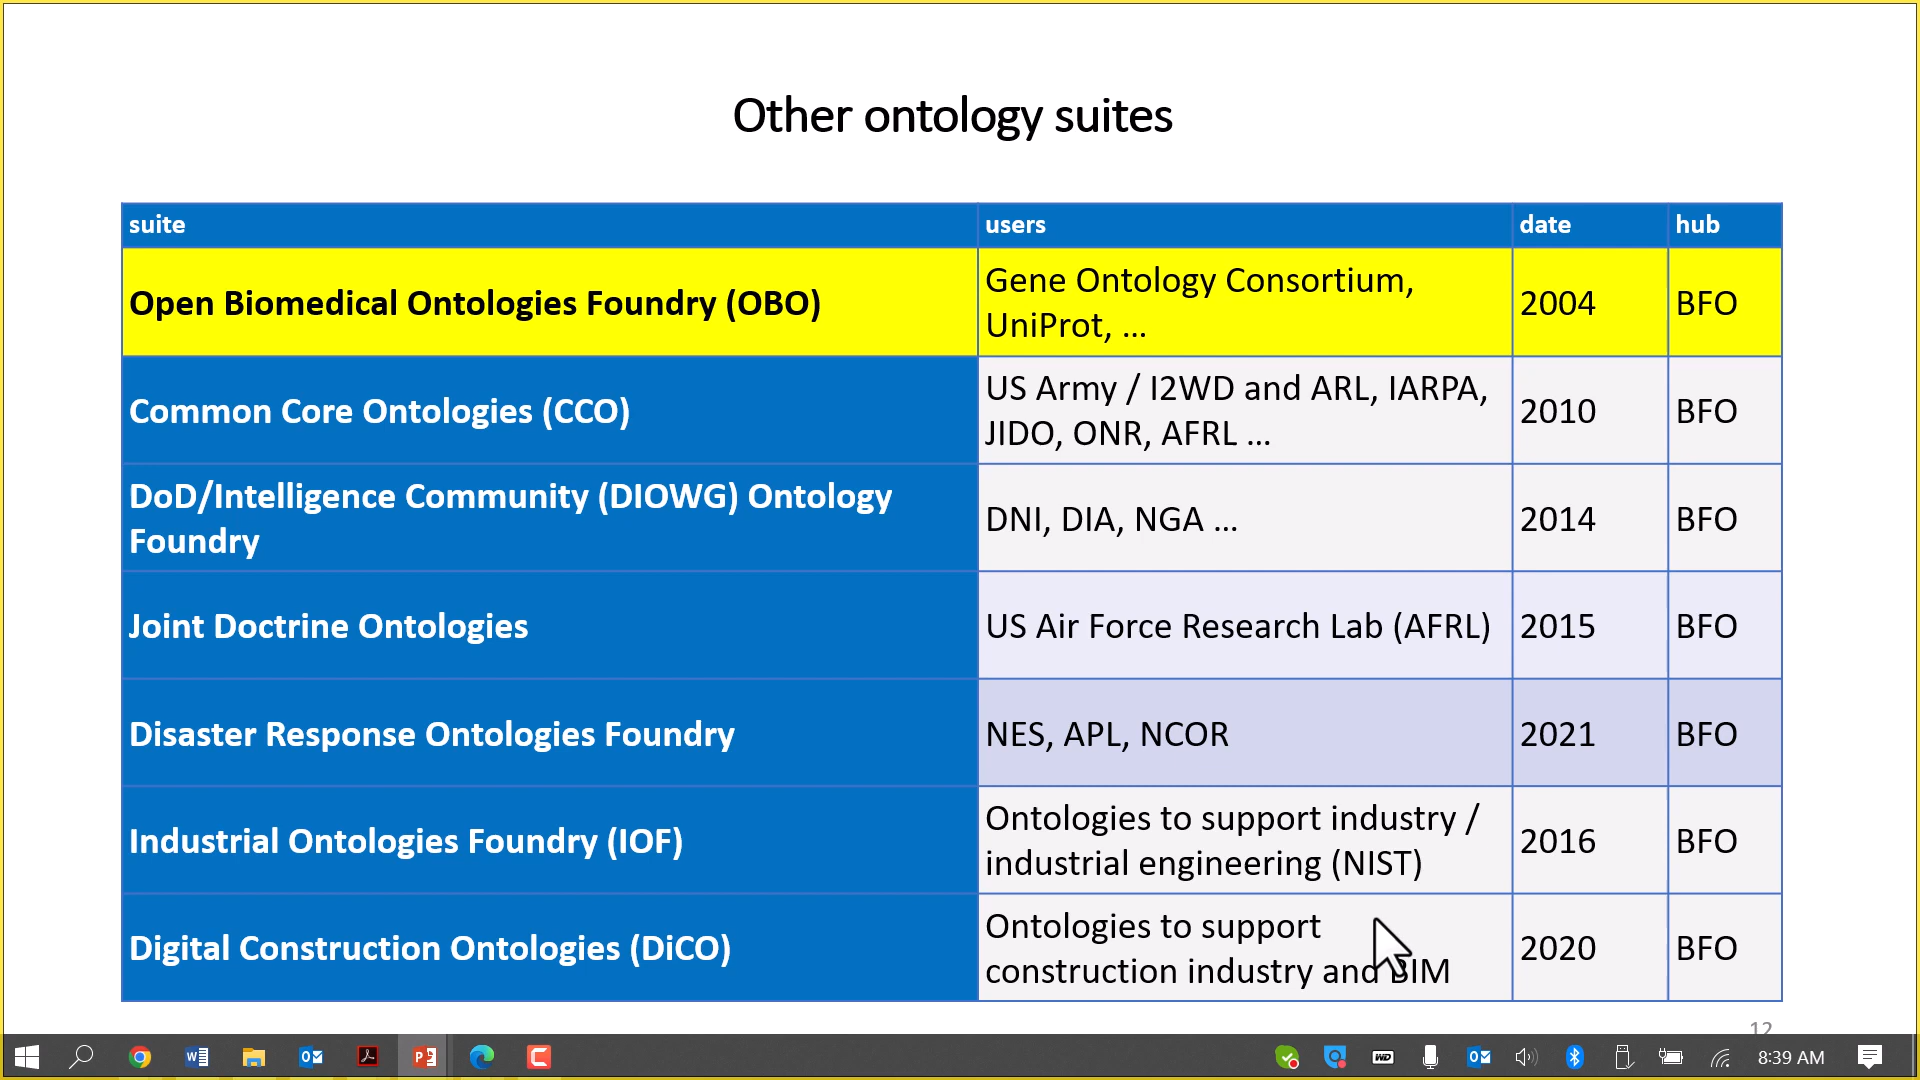 Other ontology suites
suite users date hub
Open Biomedical Ontologies Foundry (OBO)
Gene Ontology Consortium,
UniProt, ...
2004
BFO
Common Core Ontologies (CCO)
US Army / I2WD and ARL, IARPA,
JIDO, ONR, AFRL ...
2010
BFO
DoD/Intelligence Community (DIOWG) Ontology
Foundry
DNI, DIA, NGA ...
2014
BFO
Joint Doctrine Ontologies
US Air Force Research Lab (AFRL)
2015
BFO
Disaster Response Ontologies Foundry
NES, APL, NCOR
2021
BFO
Industrial Ontologies Foundry (IOF)
Ontologies to support industry /
industrial engineering (NIST)
2016
BFO
Digital Construction Ontologies (DiCO)
Ontologies to support
construction industry and BIM
2020
BFO
12
8:39 AM